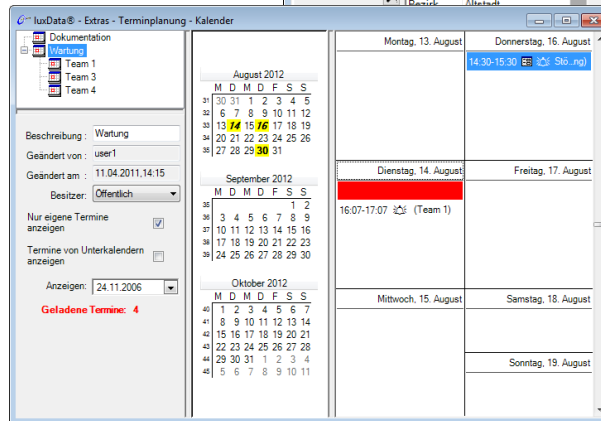 Bezirk Altstadt
luxData® - Extras - Terminplanung - Kalender
Dokumentation
Wartung
Team 1
Team 3
Team 4
Beschreibung : Wartung
Geändert von : user1
Geändert am : 11.04.2011,14:15
Besitzer: Öffentlich
Nur eigene Termine
anzeigen
Termine von Unterkalendern
anzeigen
Anzeigen: 24.11.2006
Geladene Termine: 4
August 2012
M D M D F S S
31 30 31 1 2 3 4 5
32 6 7 8 9 10 11 12
33 13 14 15 16 17 18 19
34 20 21 22 23 24 25 26
35 27 28 29 30 31
September 2012
M D M D F S S
35 1 2
36 3 4 5 6 7 8 9
37 10 11 12 13 14 15 16
38 17 18 19 20 21 22 23
39 24 25 26 27 28 29 30
Oktober 2012
M D M D F S S
40 1 2 3 4 5 6 7
41 8 9 10 11 12 13 14
42 15 16 17 18 19 20 21
43 22 23 24 25 26 27 28
44 29 30 31 1 2 3 4
45 5 6 7 8 9 10 11
Montag, 13. August
Donnerstag, 16. August
14:30-15:30 Stö..ng)
Dienstag, 14. August
16:07-17:07 (Team 1)
Freitag, 17. August
Mittwoch, 15. August
Samstag, 18. August
Sonntag, 19. August